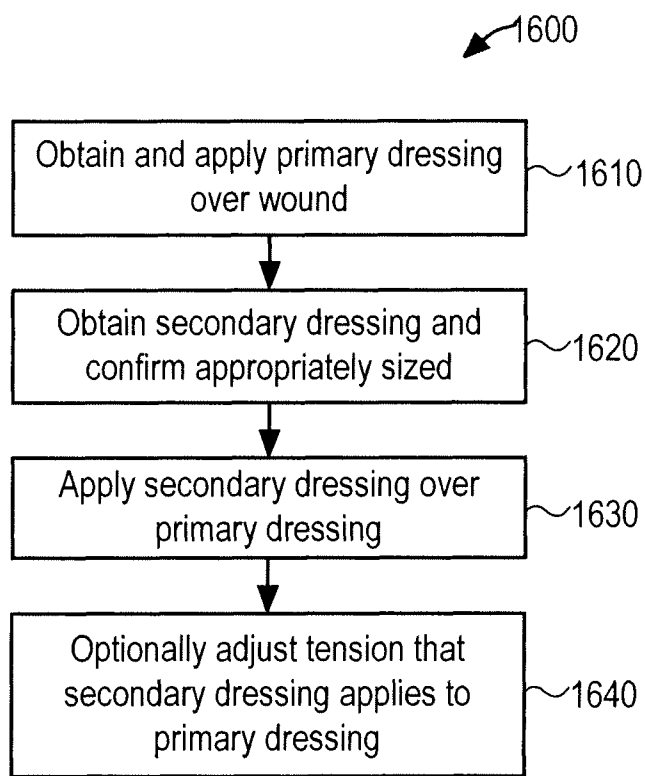 1600
Obtain and apply primary dressing
over wound
1610
Obtain secondary dressing and
confirm appropriately sized
1620
Apply secondary dressing over
primary dressing
1630
Optionally adjust tension that
secondary dressing applies to
primary dressing
1640